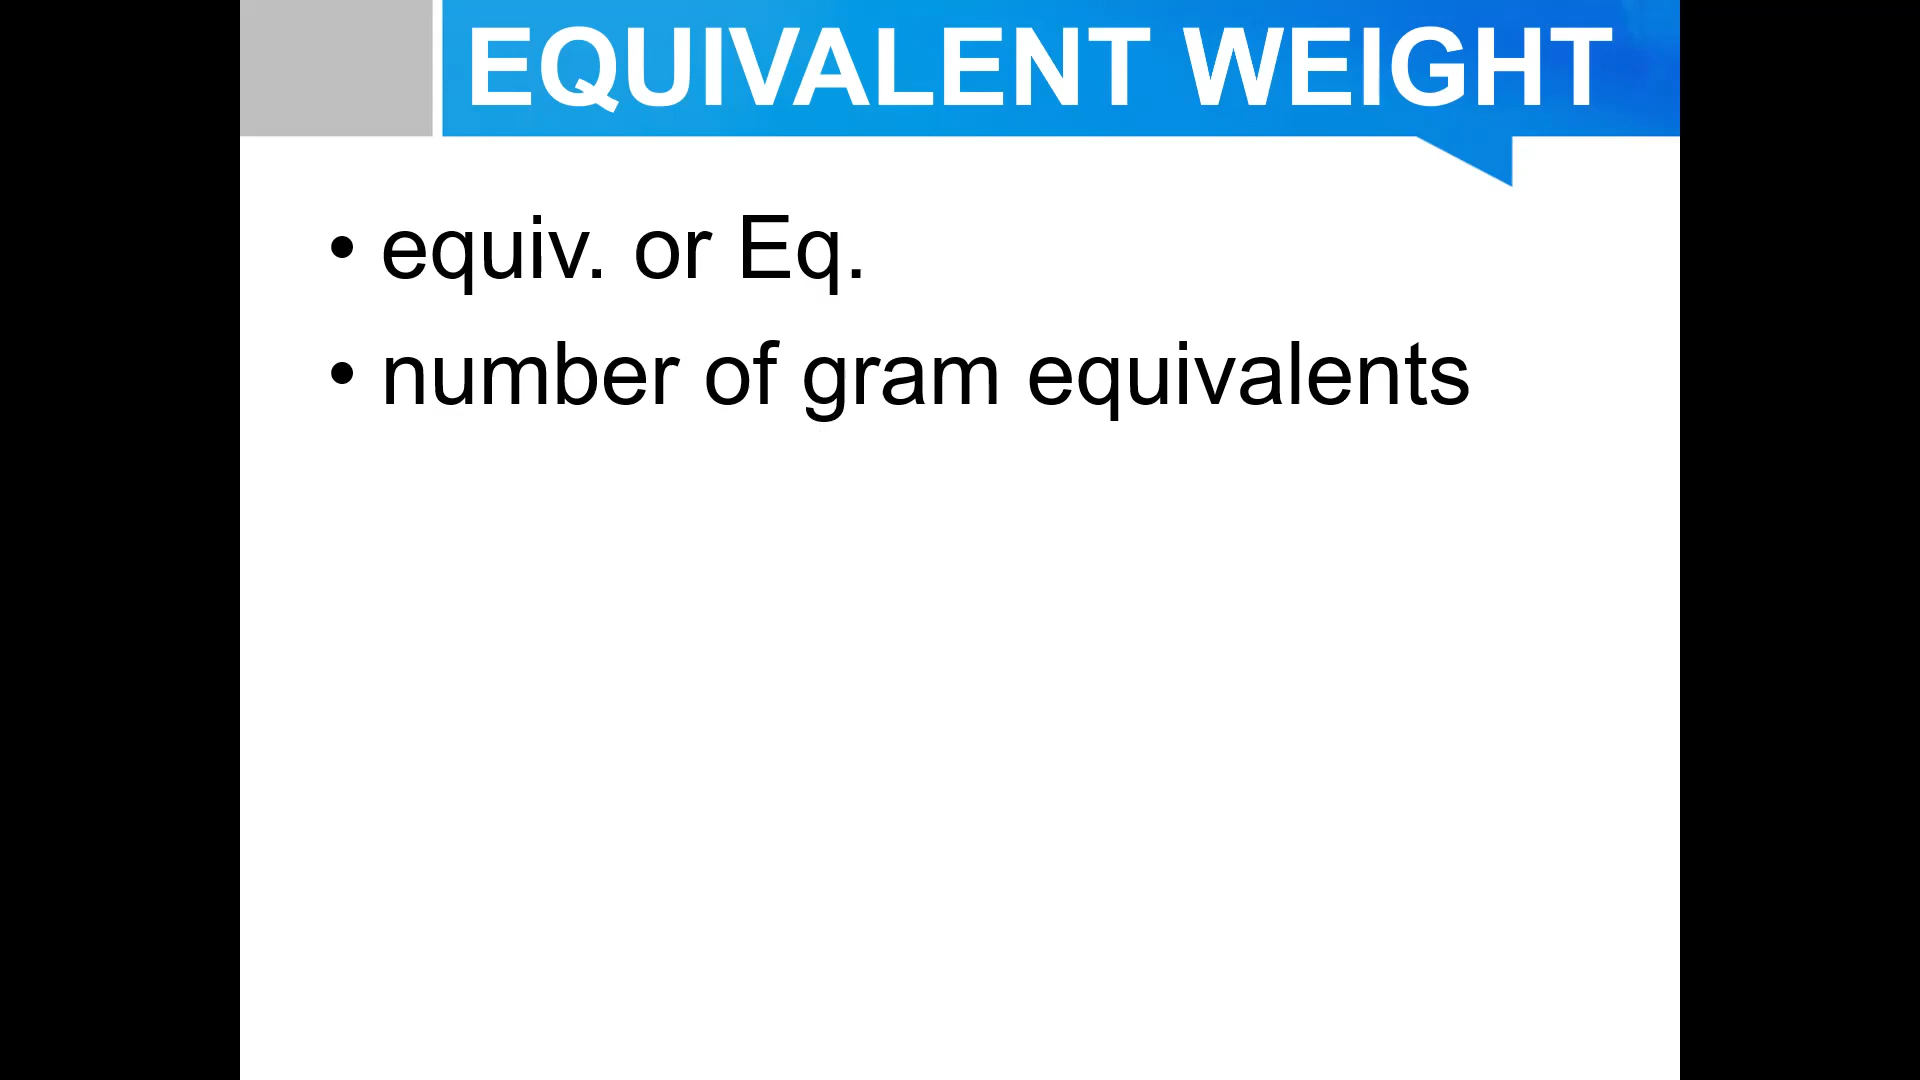 EQUIVALENT WEIGHT
• equiv. or Eq.
• number of gram equivalents